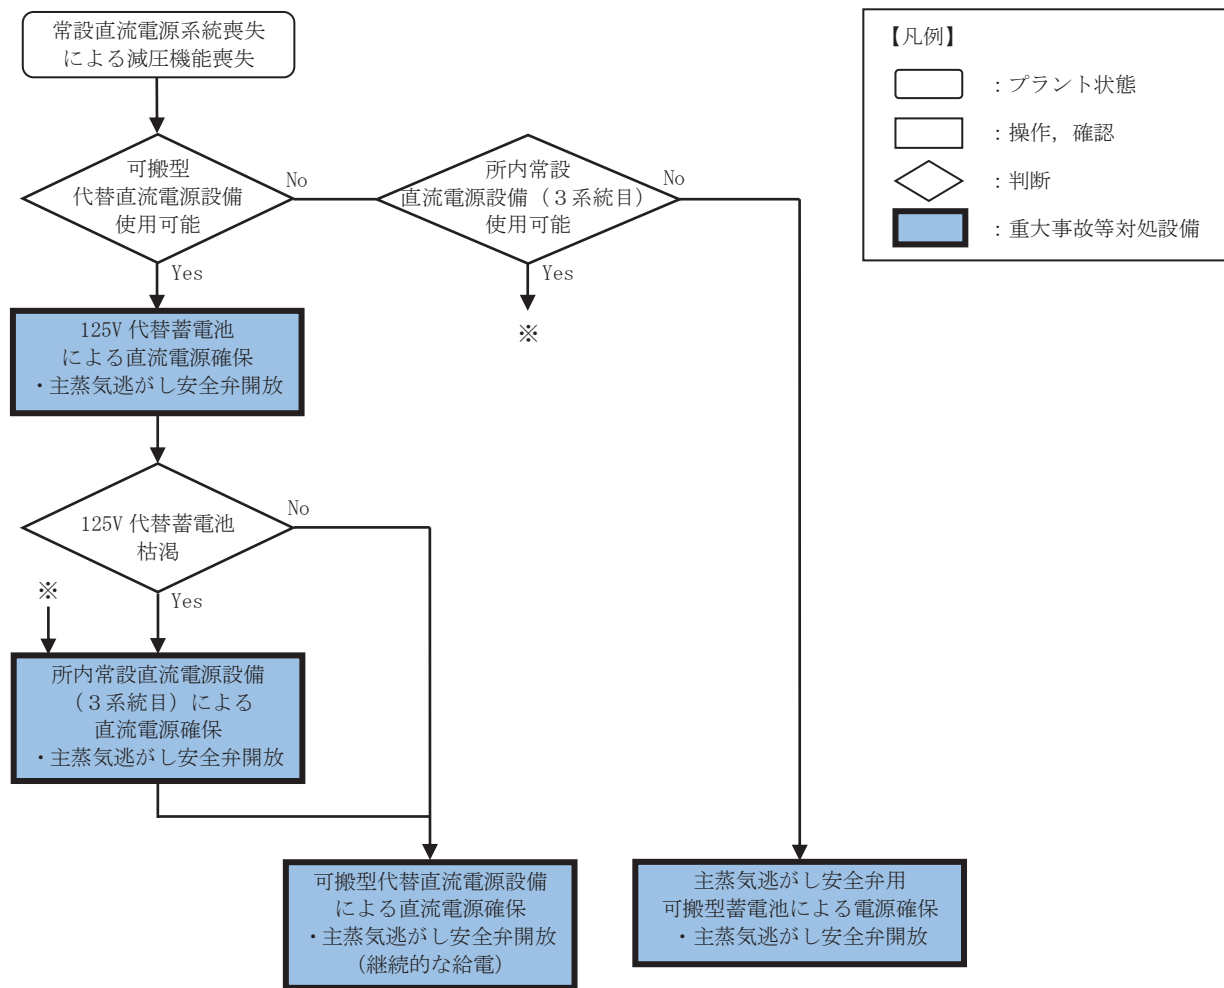 常設直流電源系統喪失
による減圧機能喪失
可搬型
代替直流電源設備
使用可能
No
Yes
所内常設
直流電源設備（３系統目）
使用可能
No
Yes
※
125V 代替蓄電池
による直流電源確保
・主蒸気逃がし安全弁開放
125V 代替蓄電池
枯渇
No
Yes
※
所内常設直流電源設備
（３系統目）による
直流電源確保
・主蒸気逃がし安全弁開放
可搬型代替直流電源設備
による直流電源確保
・主蒸気逃がし安全弁開放
（継続的な給電）
主蒸気逃がし安全弁用
可搬型蓄電池による電源確保
・主蒸気逃がし安全弁開放
【凡例】
：プラント状態
：操作，確認
：判断
：重大事故等対処設備